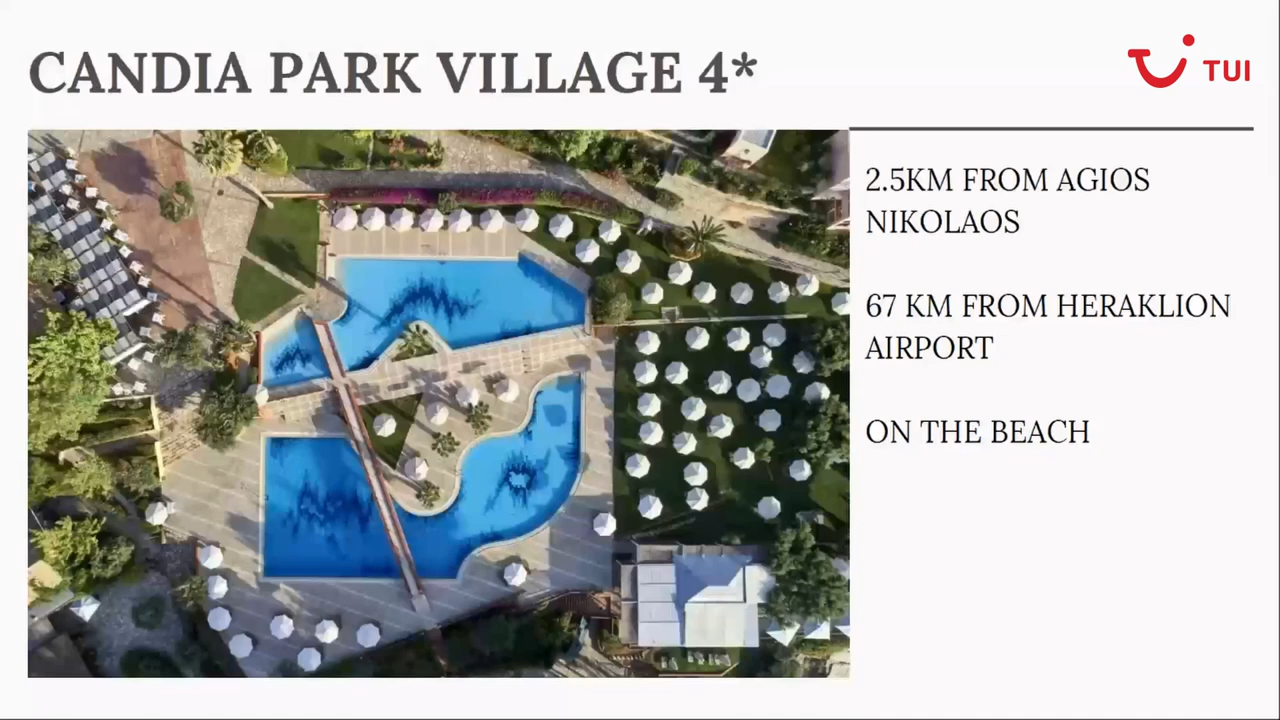 CANDIA PARK VILLAGE 4*
TUI
2.5KM FROM AGIOS
NIKOLAOS
67 KM FROM HERAKLION
AIRPORT
ON THE BEACH